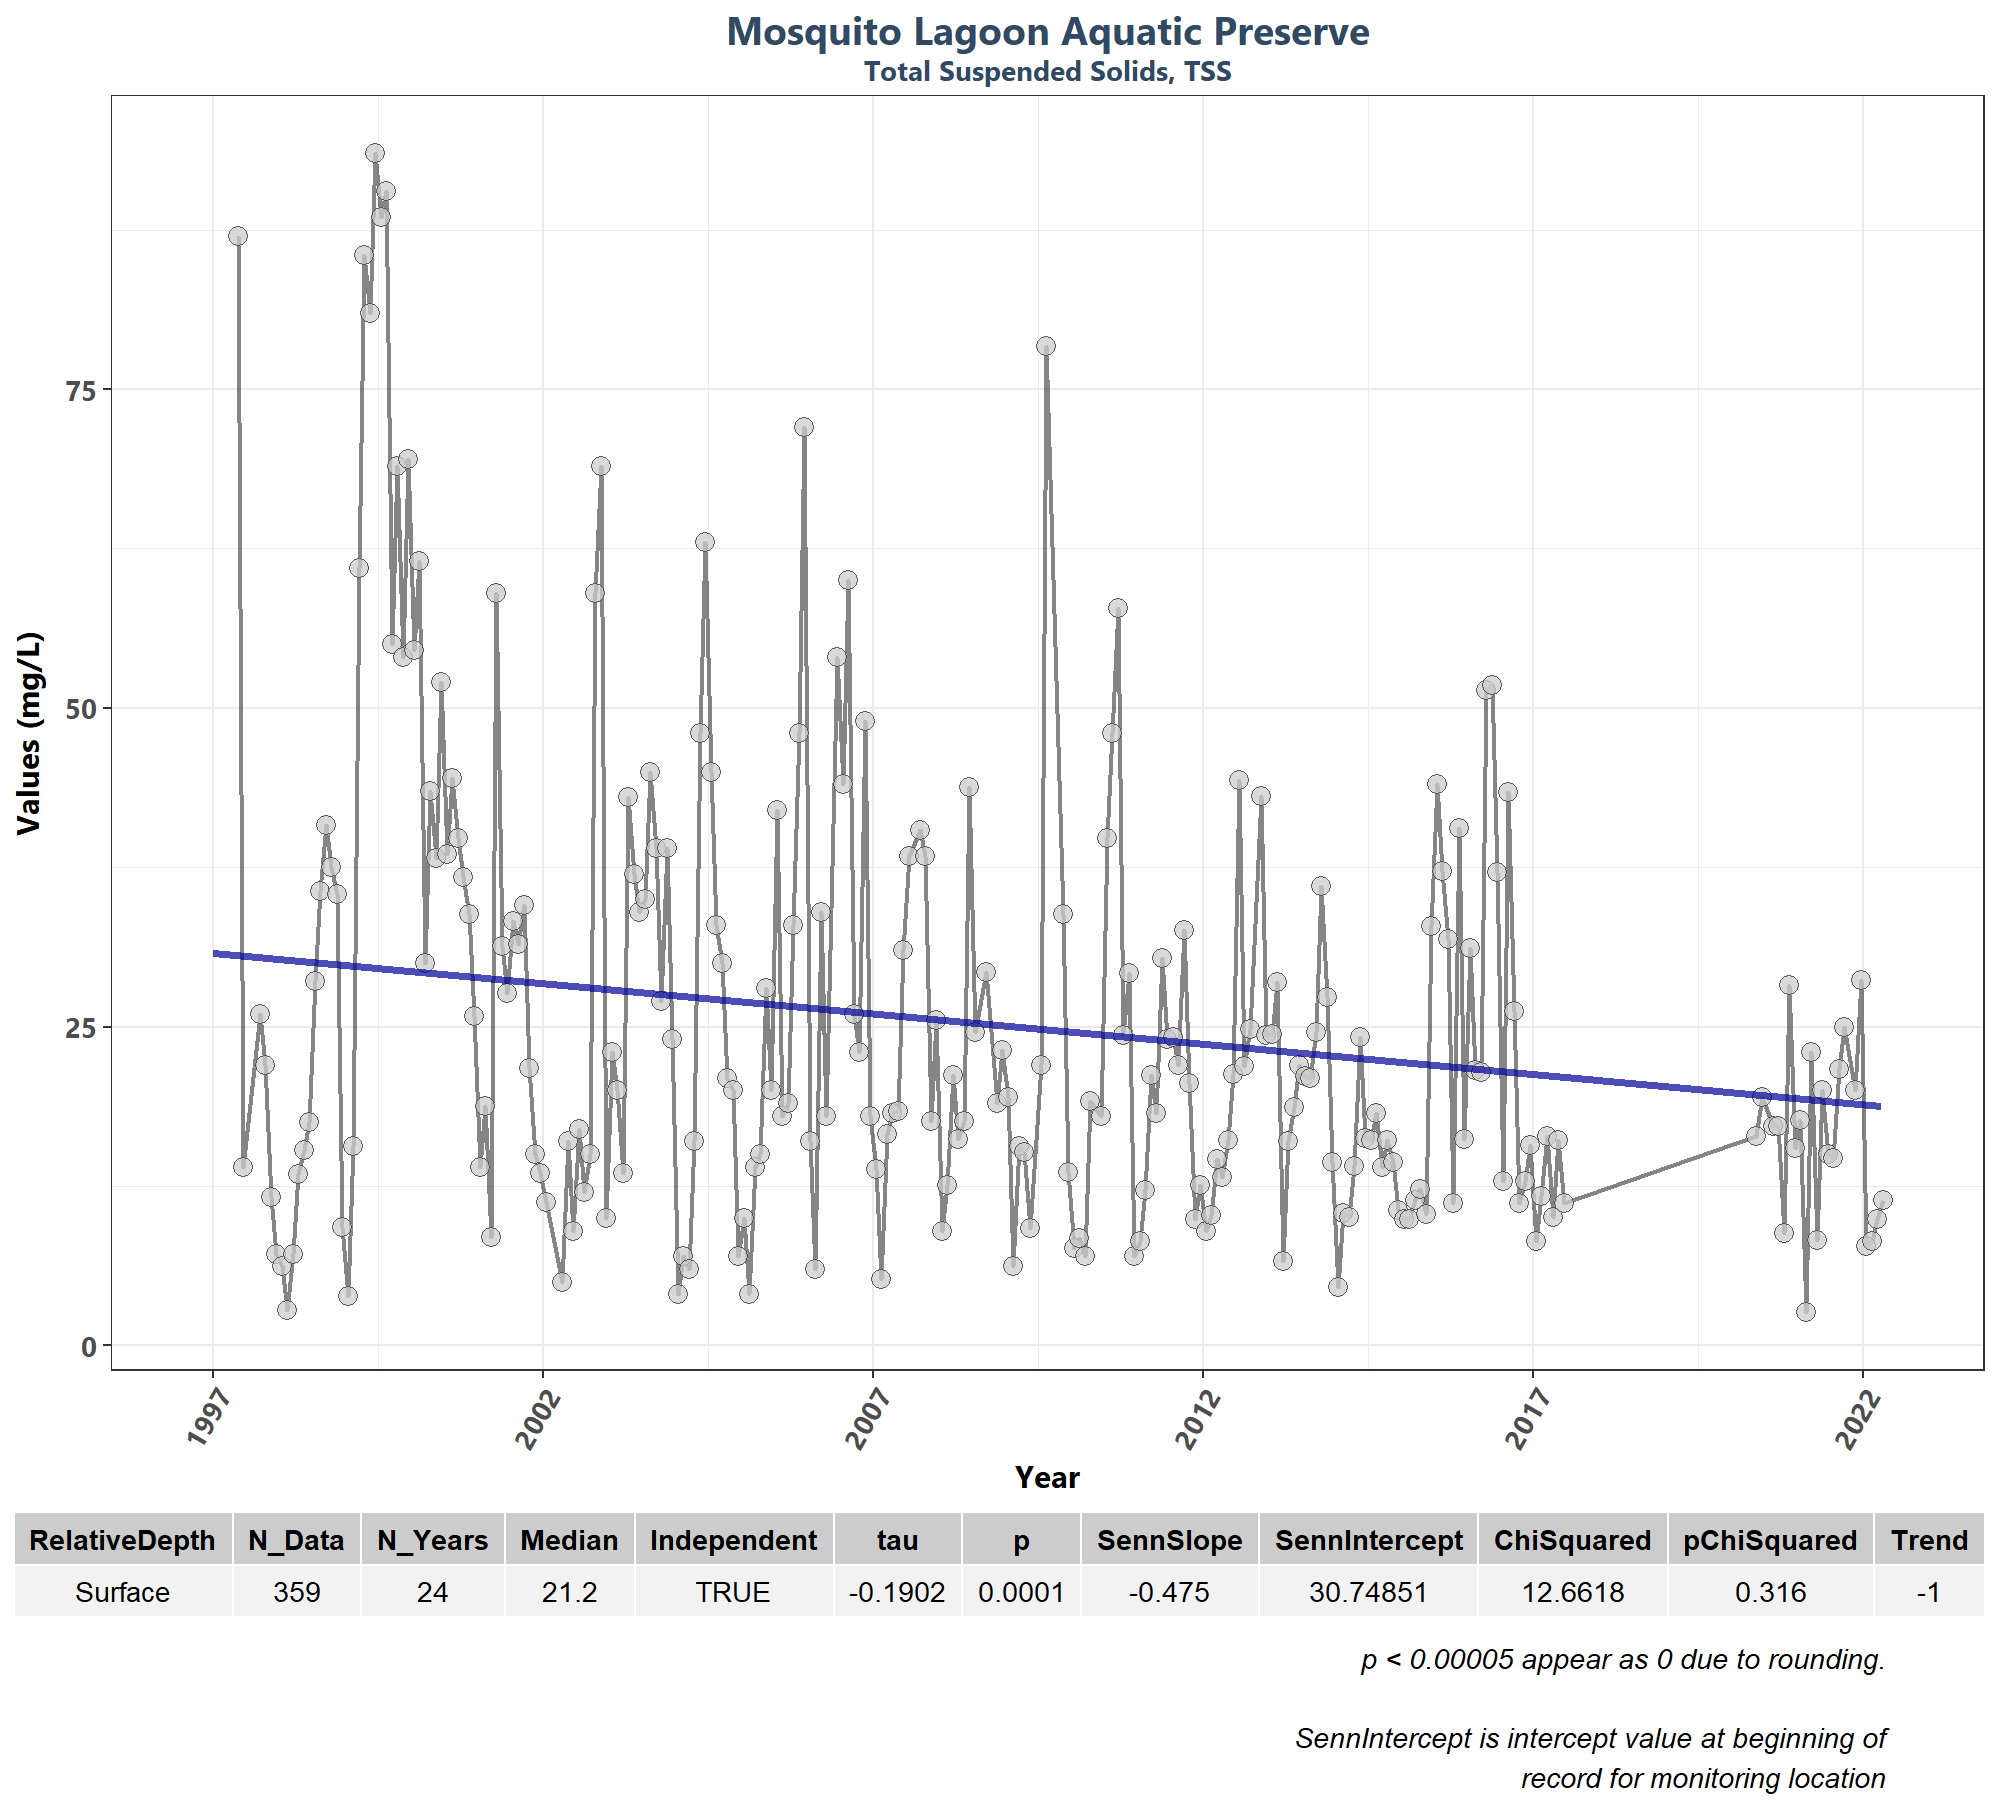 Mosquito Lagoon Aquatic Preserve
Total Suspended Solids, TSS
Values (mg/L)
75
50
25
0
1997 2002 2007 2012 2017 2022
Year
RelativeDepth N_Data N_Years Median Independent tau p SennSlope SennIntercept ChiSquared pChiSquared Trend
Surface 359 24 21.2 TRUE -0.1902 0.0001 -0.475 30.74851 12.6618 0.316 -1
p < 0.00005 appear as 0 due to rounding.
SennIntercept is intercept value at beginning of
record for monitoring location